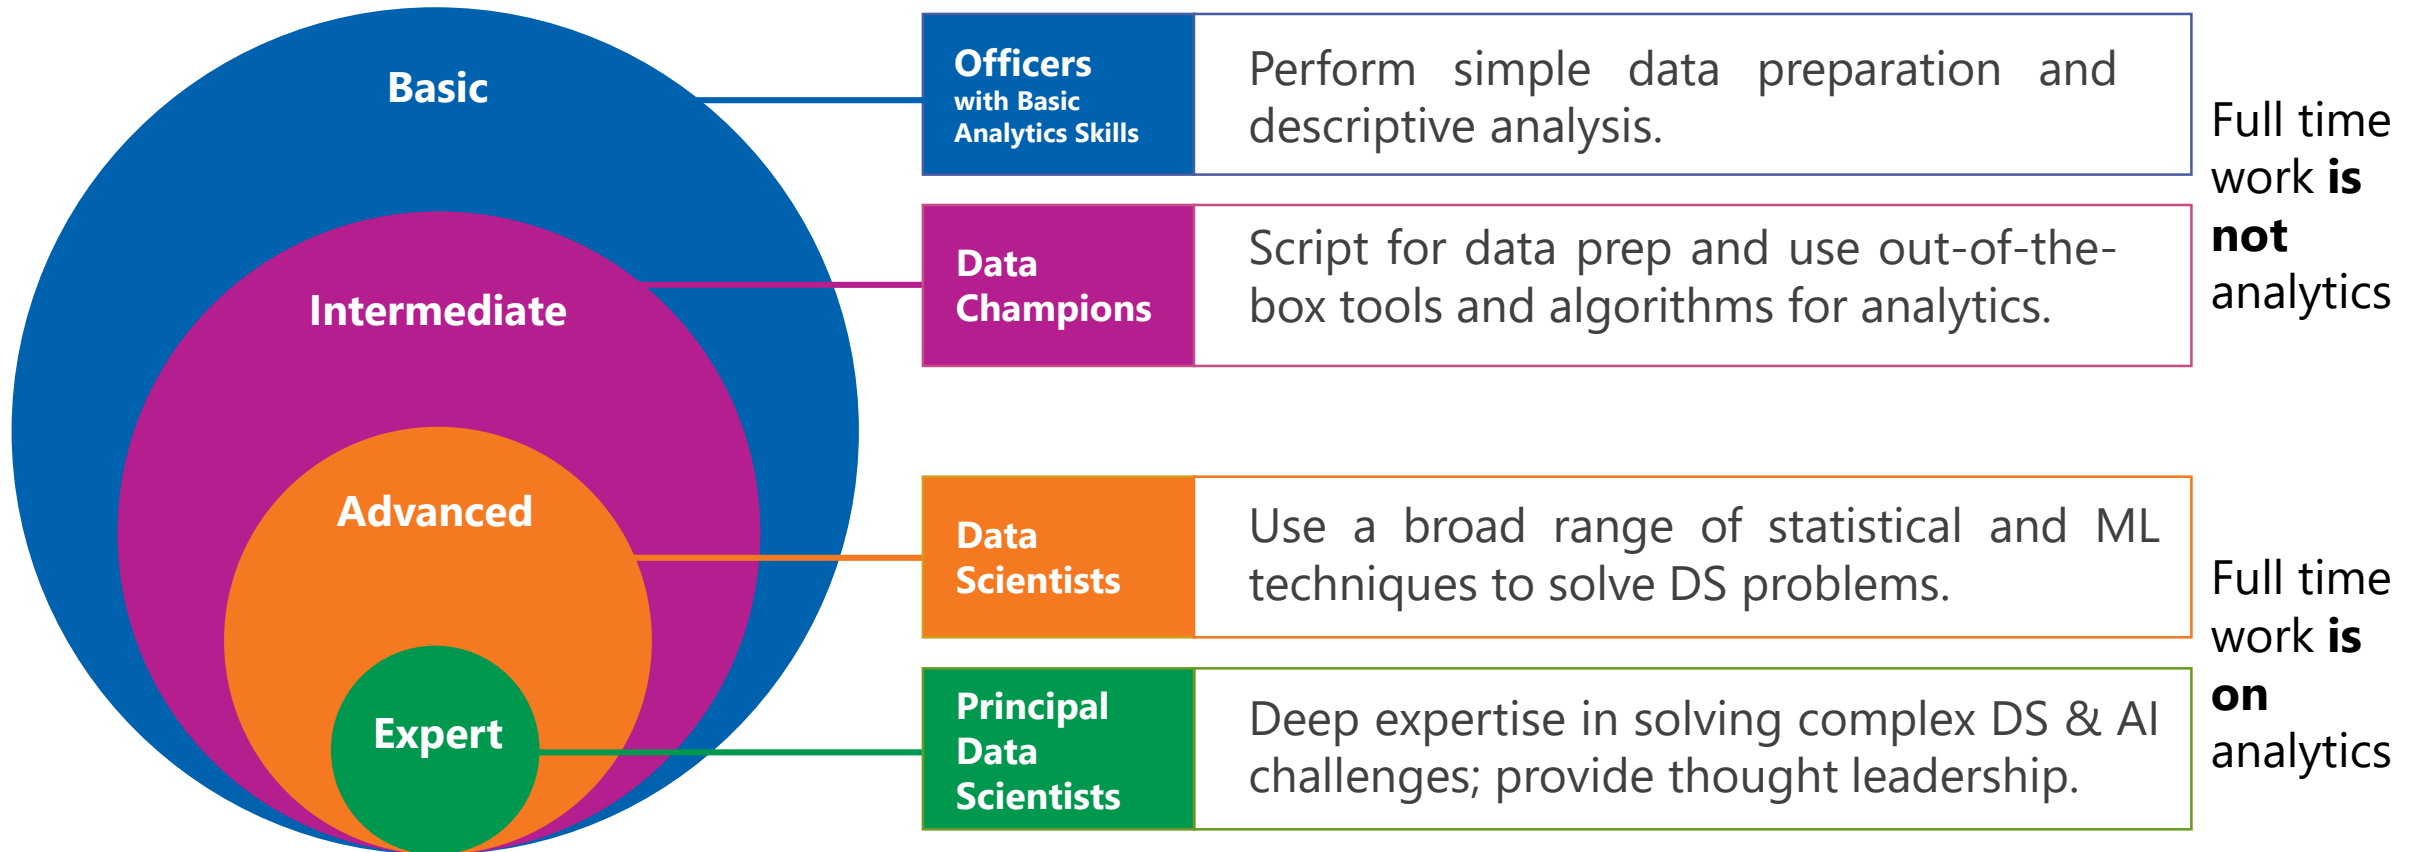 Basic
Intermediate
Advanced
Expert
Officers
with Basic
Analytics Skills
Perform simple data preparation and
descriptive analysis.
Data
Champions
Script for data prep and use out-of-the-
box tools and algorithms for analytics.
Full time
work is
not
analytics
Data
Scientists
Use a broad range of statistical and ML
techniques to solve DS problems.
Principal
Data
Scientists
Deep expertise in solving complex DS & AI
challenges; provide thought leadership.
Full time
work is
on
analytics